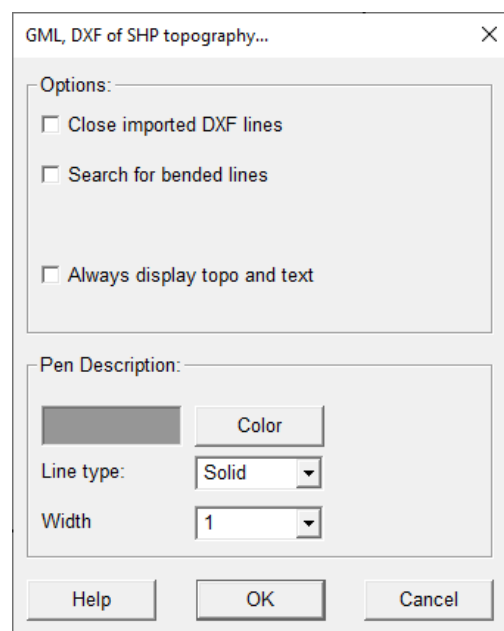 GML, DXF of SHP topography...
Options:
Close imported DXF lines
Search for bended lines
Always display topo and text
Pen Description:
Color
Line type:
Solid
Width
1
Help
OK
Cancel